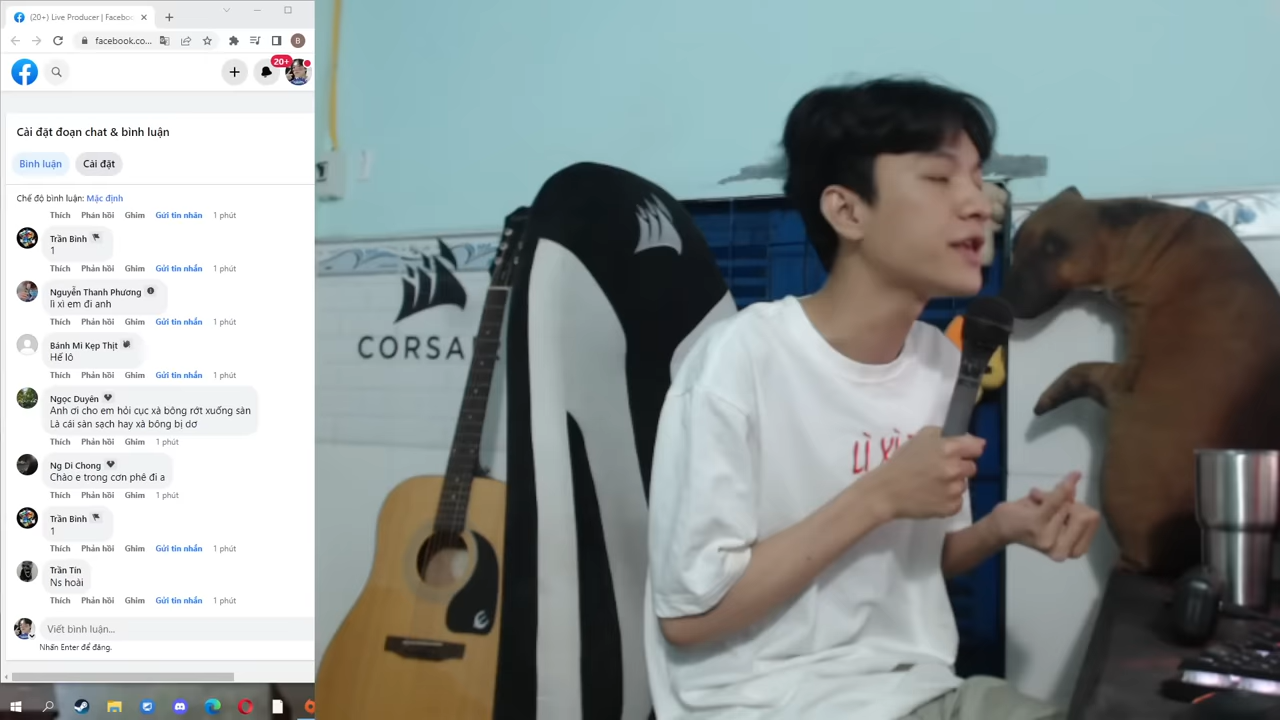 (20+) Live Producer | Faceboo
facebook.co...
B
20+
Cài đặt đoạn chat & bình luận
Bình luận
Cài đặt
Chế độ bình luận: Mặc định
Thích Phản hồi Ghim Gửi tin nhắn 1 phút
Trần Bình
1
Thích Phản hồi Ghim Gửi tin nhắn 1 phút
Nguyễn Thanh Phương
lì xì em đi anh
Thích Phản hồi Ghim Gửi tin nhắn 1 phút
Bánh Mì Kẹp Thịt
Hế lô
Thích Phản hồi Ghim Gửi tin nhắn 1 phút
Ngọc Duyên
Anh ơi cho em hỏi cục xà bông rớt xuống sàn
Là cái sàn sạch hay xà bông bị dơ
Thích Phản hồi Ghim 1 phút
Ng Di Chong
Cháo e trong cơn phê đi a
Thích Phản hồi Ghim 1 phút
Trần Bình
1
Thích Phản hồi Ghim Gửi tin nhắn 1 phút
Trần Tín
Ns hoài
Thích Phản hồi Ghim Gửi tin nhắn 1 phút
Viết bình luận...
Nhấn Enter để đăng.
CORSA
LÌ XÌ